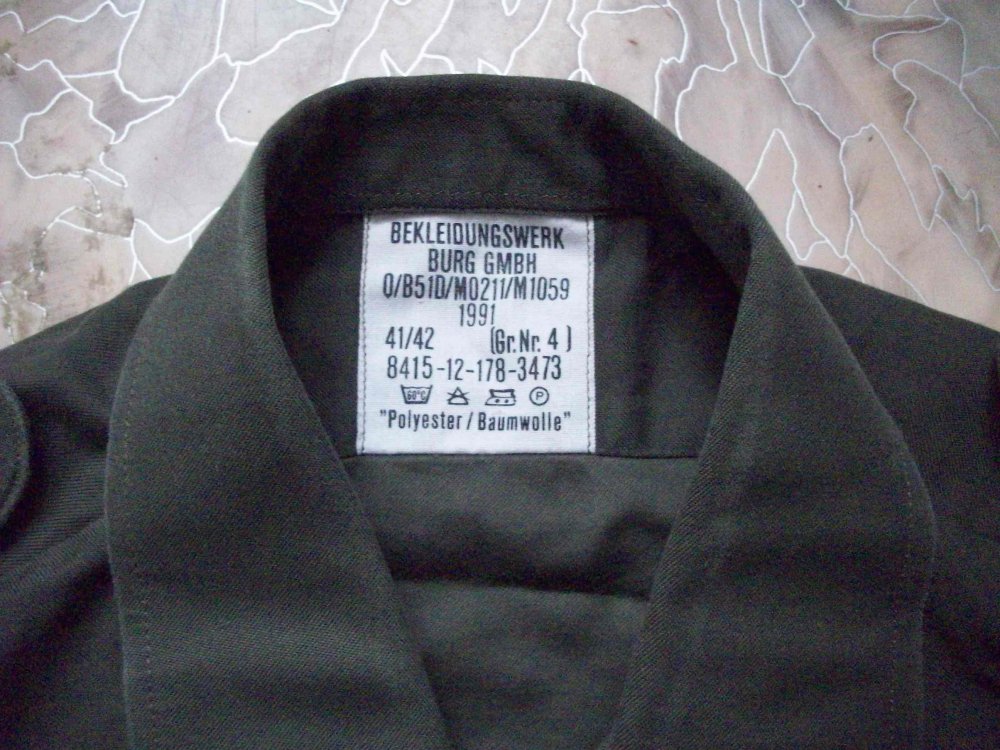 BEKLEIDUNGSWERK
BURG GMBH
0/B51D/M0211/M1059
1991
41/42 (Gr.Nr. 4)
8415-12-178-3473
60°C P
"Polyester/Baumwolle"